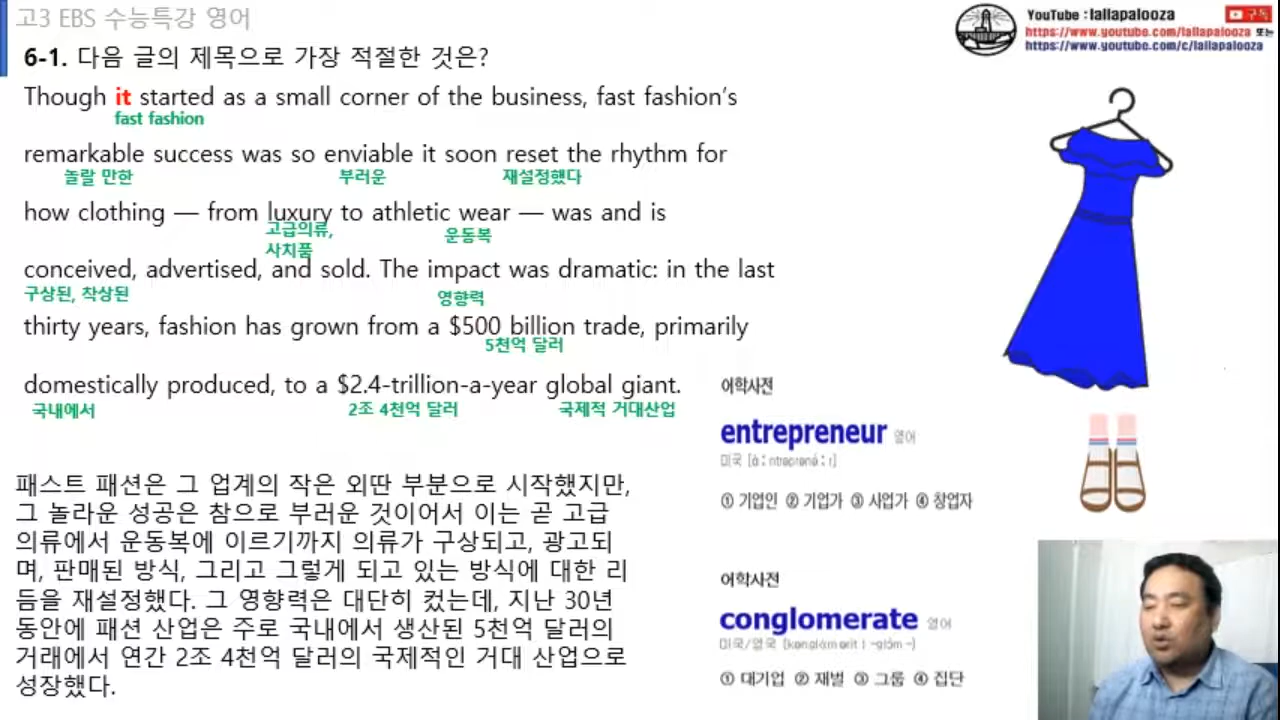 고3 EBS 수능특강 영어
YouTube : lallapalooza
구독
https://www.youtube.com/lallapalooza 또는
https://www.youtube.com/c/lallapalooza
6-1. 다음 글의 제목으로 가장 적절한 것은?
Though it started as a small corner of the business, fast fashion's
fast fashion
remarkable success was so enviable it soon reset the rhythm for
놀랄 만한 부러운 재설정했다
how clothing — from luxury to athletic wear — was and is
고급의류, 운동복
사치품
conceived, advertised, and sold. The impact was dramatic: in the last
구상된, 착상된 영향력
thirty years, fashion has grown from a $500 billion trade, primarily
5천억 달러
domestically produced, to a $2.4-trillion-a-year global giant.
국내에서 2조 4천억 달러 국제적 거대산업
패스트 패션은 그 업계의 작은 외딴 부분으로 시작했지만,
그 놀라운 성공은 참으로 부러운 것이어서 이는 곧 고급
의류에서 운동복에 이르기까지 의류가 구상되고, 광고되
며, 판매된 방식, 그리고 그렇게 되고 있는 방식에 대한 리
듬을 재설정했다. 그 영향력은 대단히 컸는데, 지난 30년
동안에 패션 산업은 주로 국내에서 생산된 5천억 달러의
거래에서 연간 2조 4천억 달러의 국제적인 거대 산업으로
성장했다.
어학사전
entrepreneur 영어
미국
① 기업인 ② 기업가 ③ 사업가 ④ 창업자
어학사전
conglomerate 영어
미국/영국
① 대기업 ② 재벌 ③ 그룹 ④ 집단